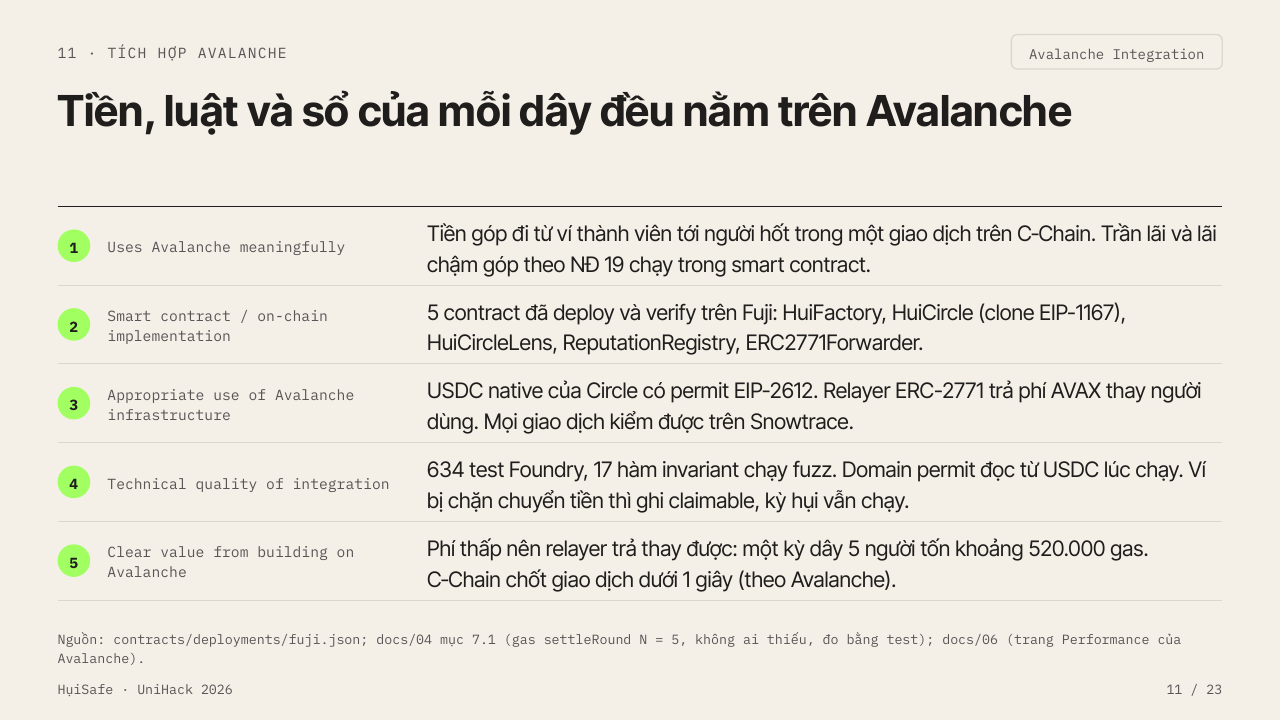 11 · TÍCH HỢP AVALANCHE
Avalanche Integration
Tiền, luật và sổ của mỗi dây đều nằm trên Avalanche
1
Uses Avalanche meaningfully
Tiền góp đi từ ví thành viên tới người hốt trong một giao dịch trên C-Chain. Trần lãi và lãi
chậm góp theo NĐ 19 chạy trong smart contract.
2
Smart contract / on-chain
implementation
5 contract đã deploy và verify trên Fuji: HuiFactory, HuiCircle (clone EIP-1167),
HuiCircleLens, ReputationRegistry, ERC2771Forwarder.
3
Appropriate use of Avalanche
infrastructure
USDC native của Circle có permit EIP-2612. Relayer ERC-2771 trả phí AVAX thay người
dùng. Mọi giao dịch kiểm được trên Snowtrace.
4
Technical quality of integration
634 test Foundry, 17 hàm invariant chạy fuzz. Domain permit đọc từ USDC lúc chạy. Ví
bị chặn chuyển tiền thì ghi claimable, kỳ hụi vẫn chạy.
5
Clear value from building on
Avalanche
Phí thấp nên relayer trả thay được: một kỳ dây 5 người tốn khoảng 520.000 gas.
C-Chain chốt giao dịch dưới 1 giây (theo Avalanche).
Nguồn: contracts/deployments/fuji.json; docs/04 mục 7.1 (gas settleRound N = 5, không ai thiếu, đo bằng test); docs/06 (trang Performance của
Avalanche).
HụiSafe · UniHack 2026
11 / 23